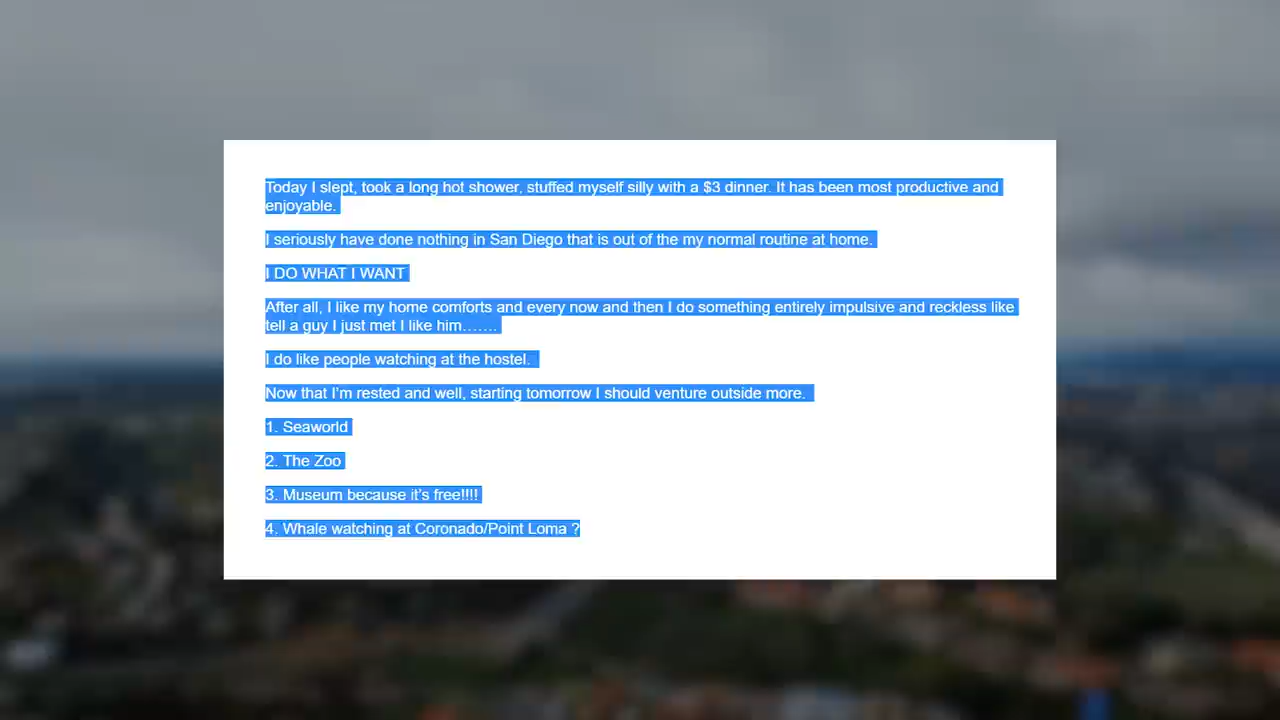 Today I slept, took a long hot shower, stuffed myself silly with a $3 dinner. It has been most productive and
enjoyable.
I seriously have done nothing in San Diego that is out of the my normal routine at home.
I DO WHAT I WANT
After all, I like my home comforts and every now and then I do something entirely impulsive and reckless like
tell a guy I just met I like him…….
I do like people watching at the hostel.
Now that I’m rested and well, starting tomorrow I should venture outside more.
1. Seaworld
2. The Zoo
3. Museum because it’s free!!!!
4. Whale watching at Coronado/Point Loma ?